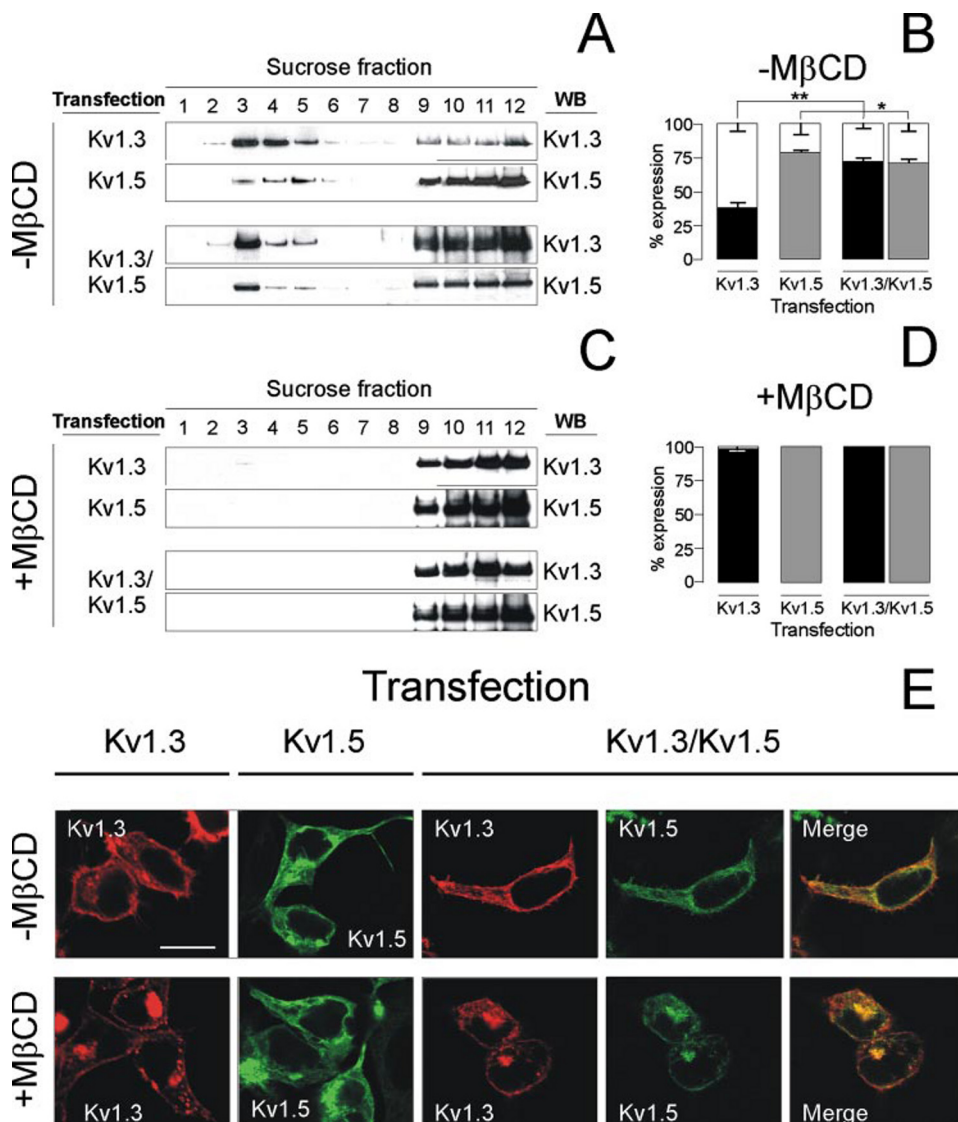 A
Sucrose fraction
Transfection 1 2 3 4 5 6 7 8 9 10 11 12 WB
-MβCD
Kv1.3 Kv1.3
Kv1.5 Kv1.5
Kv1.3/
Kv1.5
Kv1.3
Kv1.5
B
-MβCD
** *
% expression
100
75
50
25
0
Kv1.3 Kv1.5 Kv1.3/Kv1.5
Transfection
C
Sucrose fraction
Transfection 1 2 3 4 5 6 7 8 9 10 11 12 WB
+MβCD
Kv1.3 Kv1.3
Kv1.5 Kv1.5
Kv1.3/
Kv1.5
Kv1.3
Kv1.5
D
+MβCD
% expression
100
75
50
25
0
Kv1.3 Kv1.5 Kv1.3/Kv1.5
Transfection
Transfection E
Kv1.3 Kv1.5 Kv1.3/Kv1.5
-MβCD
Kv1.3 Kv1.5 Kv1.3 Kv1.5 Merge
+MβCD
Kv1.3 Kv1.5 Kv1.3 Kv1.5 Merge